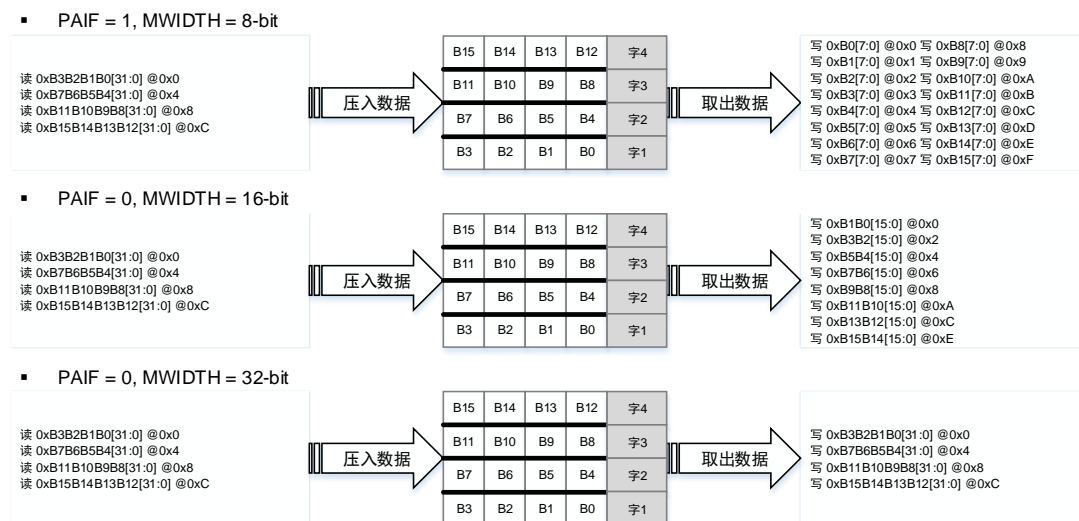 ▪ PAIF = 1, MWIDTH = 8-bit
读 0xB3B2B1B0[31:0] @0x0
读 0xB7B6B5B4[31:0] @0x4
读 0xB11B10B9B8[31:0] @0x8
读 0xB15B14B13B12[31:0] @0xC
压入数据
B15 B14 B13 B12 字4
B11 B10 B9 B8 字3
B7 B6 B5 B4 字2
B3 B2 B1 B0 字1
取出数据
写 0xB0[7:0] @0x0 写 0xB8[7:0] @0x8
写 0xB1[7:0] @0x1 写 0xB9[7:0] @0x9
写 0xB2[7:0] @0x2 写 0xB10[7:0] @0xA
写 0xB3[7:0] @0x3 写 0xB11[7:0] @0xB
写 0xB4[7:0] @0x4 写 0xB12[7:0] @0xC
写 0xB5[7:0] @0x5 写 0xB13[7:0] @0xD
写 0xB6[7:0] @0x6 写 0xB14[7:0] @0xE
写 0xB7[7:0] @0x7 写 0xB15[7:0] @0xF
▪ PAIF = 0, MWIDTH = 16-bit
读 0xB3B2B1B0[31:0] @0x0
读 0xB7B6B5B4[31:0] @0x4
读 0xB11B10B9B8[31:0] @0x8
读 0xB15B14B13B12[31:0] @0xC
压入数据
B15 B14 B13 B12 字4
B11 B10 B9 B8 字3
B7 B6 B5 B4 字2
B3 B2 B1 B0 字1
取出数据
写 0xB1B0[15:0] @0x0
写 0xB3B2[15:0] @0x2
写 0xB5B4[15:0] @0x4
写 0xB7B6[15:0] @0x6
写 0xB9B8[15:0] @0x8
写 0xB11B10[15:0] @0xA
写 0xB13B12[15:0] @0xC
写 0xB15B14[15:0] @0xE
▪ PAIF = 0, MWIDTH = 32-bit
读 0xB3B2B1B0[31:0] @0x0
读 0xB7B6B5B4[31:0] @0x4
读 0xB11B10B9B8[31:0] @0x8
读 0xB15B14B13B12[31:0] @0xC
压入数据
B15 B14 B13 B12 字4
B11 B10 B9 B8 字3
B7 B6 B5 B4 字2
B3 B2 B1 B0 字1
取出数据
写 0xB3B2B1B0[31:0] @0x0
写 0xB7B6B5B4[31:0] @0x4
写 0xB11B10B9B8[31:0] @0x8
写 0xB15B14B13B12[31:0] @0xC